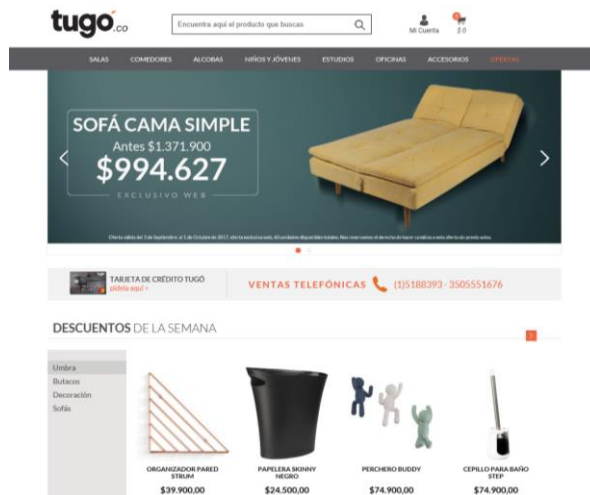 tugó.co
Encuentra aquí el producto que buscas
Mi Cuenta
0
$ 0
SALAS COMEDORES ALCOBAS NIÑOS Y JÓVENES ESTUDIOS OFICINAS ACCESORIOS OFERTAS
SOFÁ CAMA SIMPLE
Antes $1.371.900
$994.627
EXCLUSIVO WEB
TARJETA DE CRÉDITO TUGÓ
pídela aquí >
VENTAS TELEFÓNICAS (1)5188393 - 3505551676
DESCUENTOS DE LA SEMANA
Umbra
Butacos
Decoración
Sofás
ORGANIZADOR PARED
STRUM
$39.900,00
PAPELERA SKINNY
NEGRO
$24.500,00
PERCHERO BUDDY
$74.900,00
CEPILLO PARA BAÑO
STEP
$74.900,00